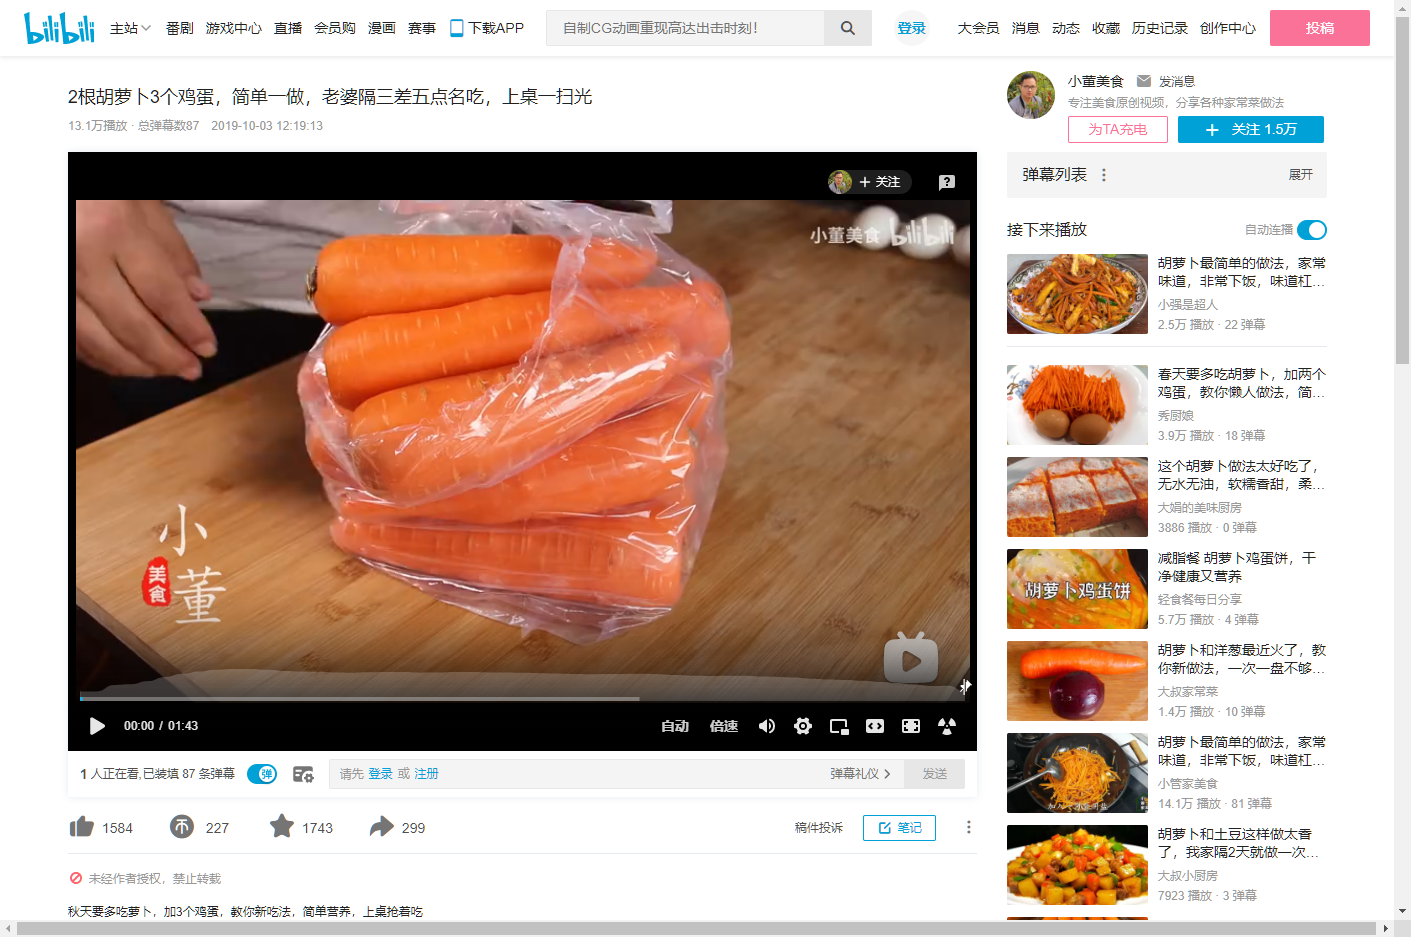 bilibili
主站 番剧 游戏中心 直播 会员购 漫画 赛事 下载APP 自制CG动画重现高达出击时刻! 登录 大会员 消息 动态 收藏 历史记录 创作中心 投稿
2根胡萝卜3个鸡蛋，简单一做，老婆隔三差五点名吃，上桌一扫光
13.1万播放 · 总弹幕数87 2019-10-03 12:19:13
小董美食 发消息
专注美食原创视频，分享各种家常菜做法
为TA充电 + 关注 1.5万
+ 关注
小董美食 bilibili
小董
美食
00:00 / 01:43 自动 倍速
1 人正在看,已装填 87 条弹幕 弹 请先 登录 或 注册 弹幕礼仪 发送
1584 227 1743 299 稿件投诉 笔记
未经作者授权，禁止转载
秋天要多吃萝卜，加3个鸡蛋，教你新吃法，简单营养，上桌抢着吃
弹幕列表 展开
接下来播放 自动连播
胡萝卜最简单的做法，家常
味道，非常下饭，味道杠…
小强是超人
2.5万 播放 · 22 弹幕
春天要多吃胡萝卜，加两个
鸡蛋，教你懒人做法，简…
秀厨娘
3.9万 播放 · 18 弹幕
这个胡萝卜做法太好吃了，
无水无油，软糯香甜，柔…
大娟的美味厨房
3886 播放 · 0 弹幕
胡萝卜鸡蛋饼
减脂餐 胡萝卜鸡蛋饼，干
净健康又营养
轻食餐每日分享
5.7万 播放 · 4 弹幕
胡萝卜和洋葱最近火了，教
你新做法，一次一盘不够…
大叔家常菜
1.4万 播放 · 10 弹幕
胡萝卜最简单的做法，家常
味道，非常下饭，味道杠…
小管家美食
14.1万 播放 · 81 弹幕
胡萝卜和土豆这样做太香
了，我家隔2天就做一次…
大叔小厨房
7923 播放 · 3 弹幕